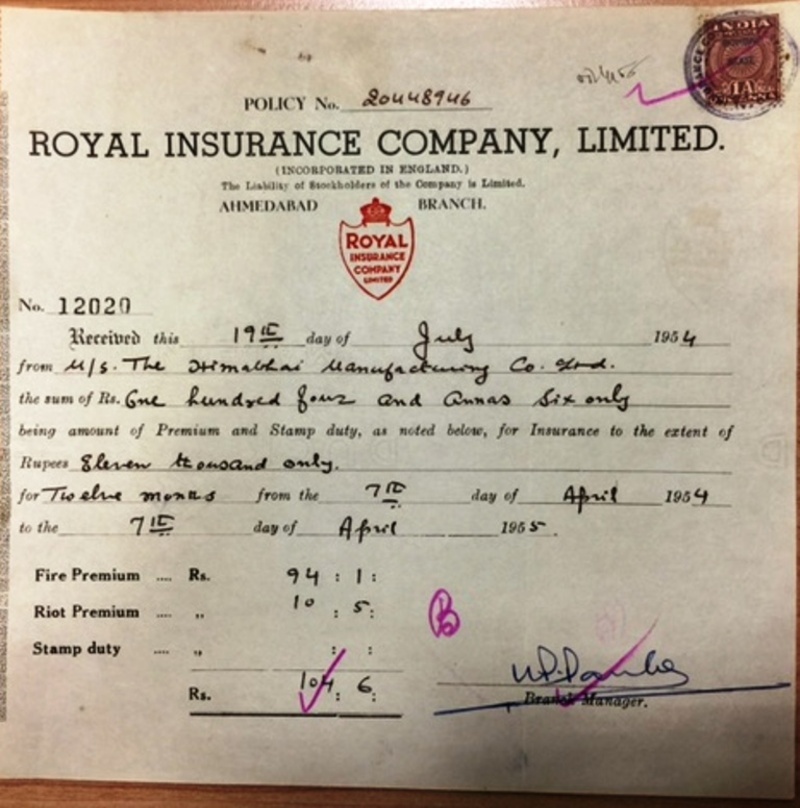 INDIA
1A
POLICY No. 20448946
ROYAL INSURANCE COMPANY, LIMITED.
(INCORPORATED IN ENGLAND.)
The Liability of Stockholders of the Company is Limited.
AHMEDABAD BRANCH.
ROYAL
INSURANCE
COMPANY
LIMITED
No. 12020
Received this 19th day of July 1954
from M/s. The Himabhai Manufacturing Co. Ltd.
the sum of Rs. One hundred four and Annas Six only
being amount of Premium and Stamp duty, as noted below, for Insurance to the extent of
Rupees Eleven thousand only.
for Twelve months from the 7th day of April 1954
to the 7th day of April 1955.
Fire Premium .... Rs. 94 : 1 :
Riot Premium .... „ 10 : 5 :
Stamp duty .... „ : :
Rs. 104 : 6 :
B
Branch Manager.